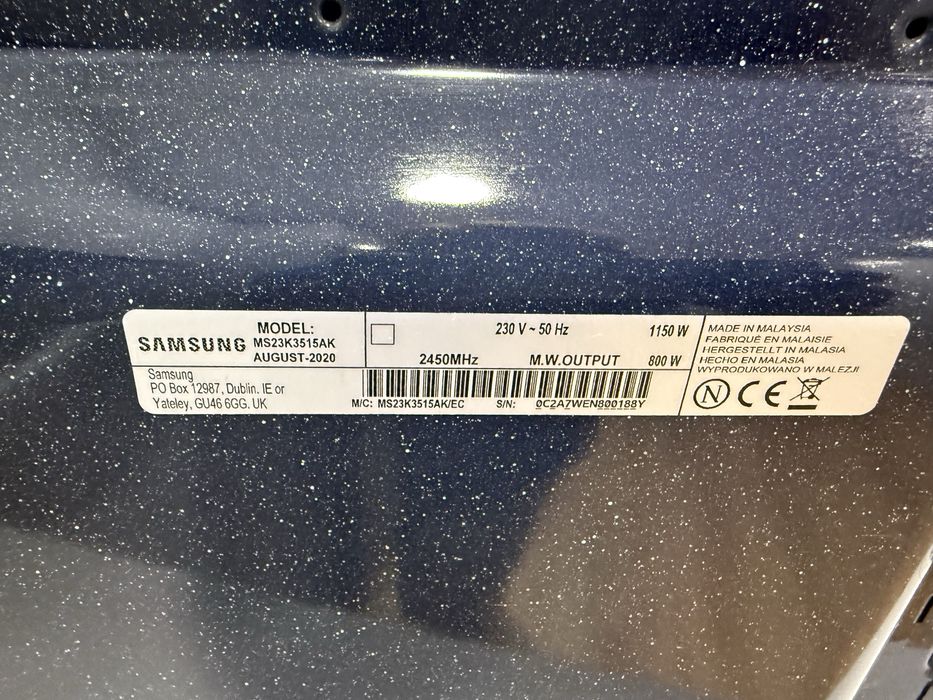 SAMSUNG
MODEL:
MS23K3515AK
AUGUST-2020
230 V ~ 50 Hz 1150 W
2450MHz M.W.OUTPUT 800 W
MADE IN MALAYSIA
FABRIQUÉ EN MALAISIE
HERGESTELLT IN MALASIA
HECHO EN MALASIA
WYPRODUKOWANO W MALEZJI
Samsung
PO Box 12987, Dublin. IE or
Yateley, GU46 6GG. UK
M/C: MS23K3515AK/EC S/N: 0C2A7WEN800188Y
N CE